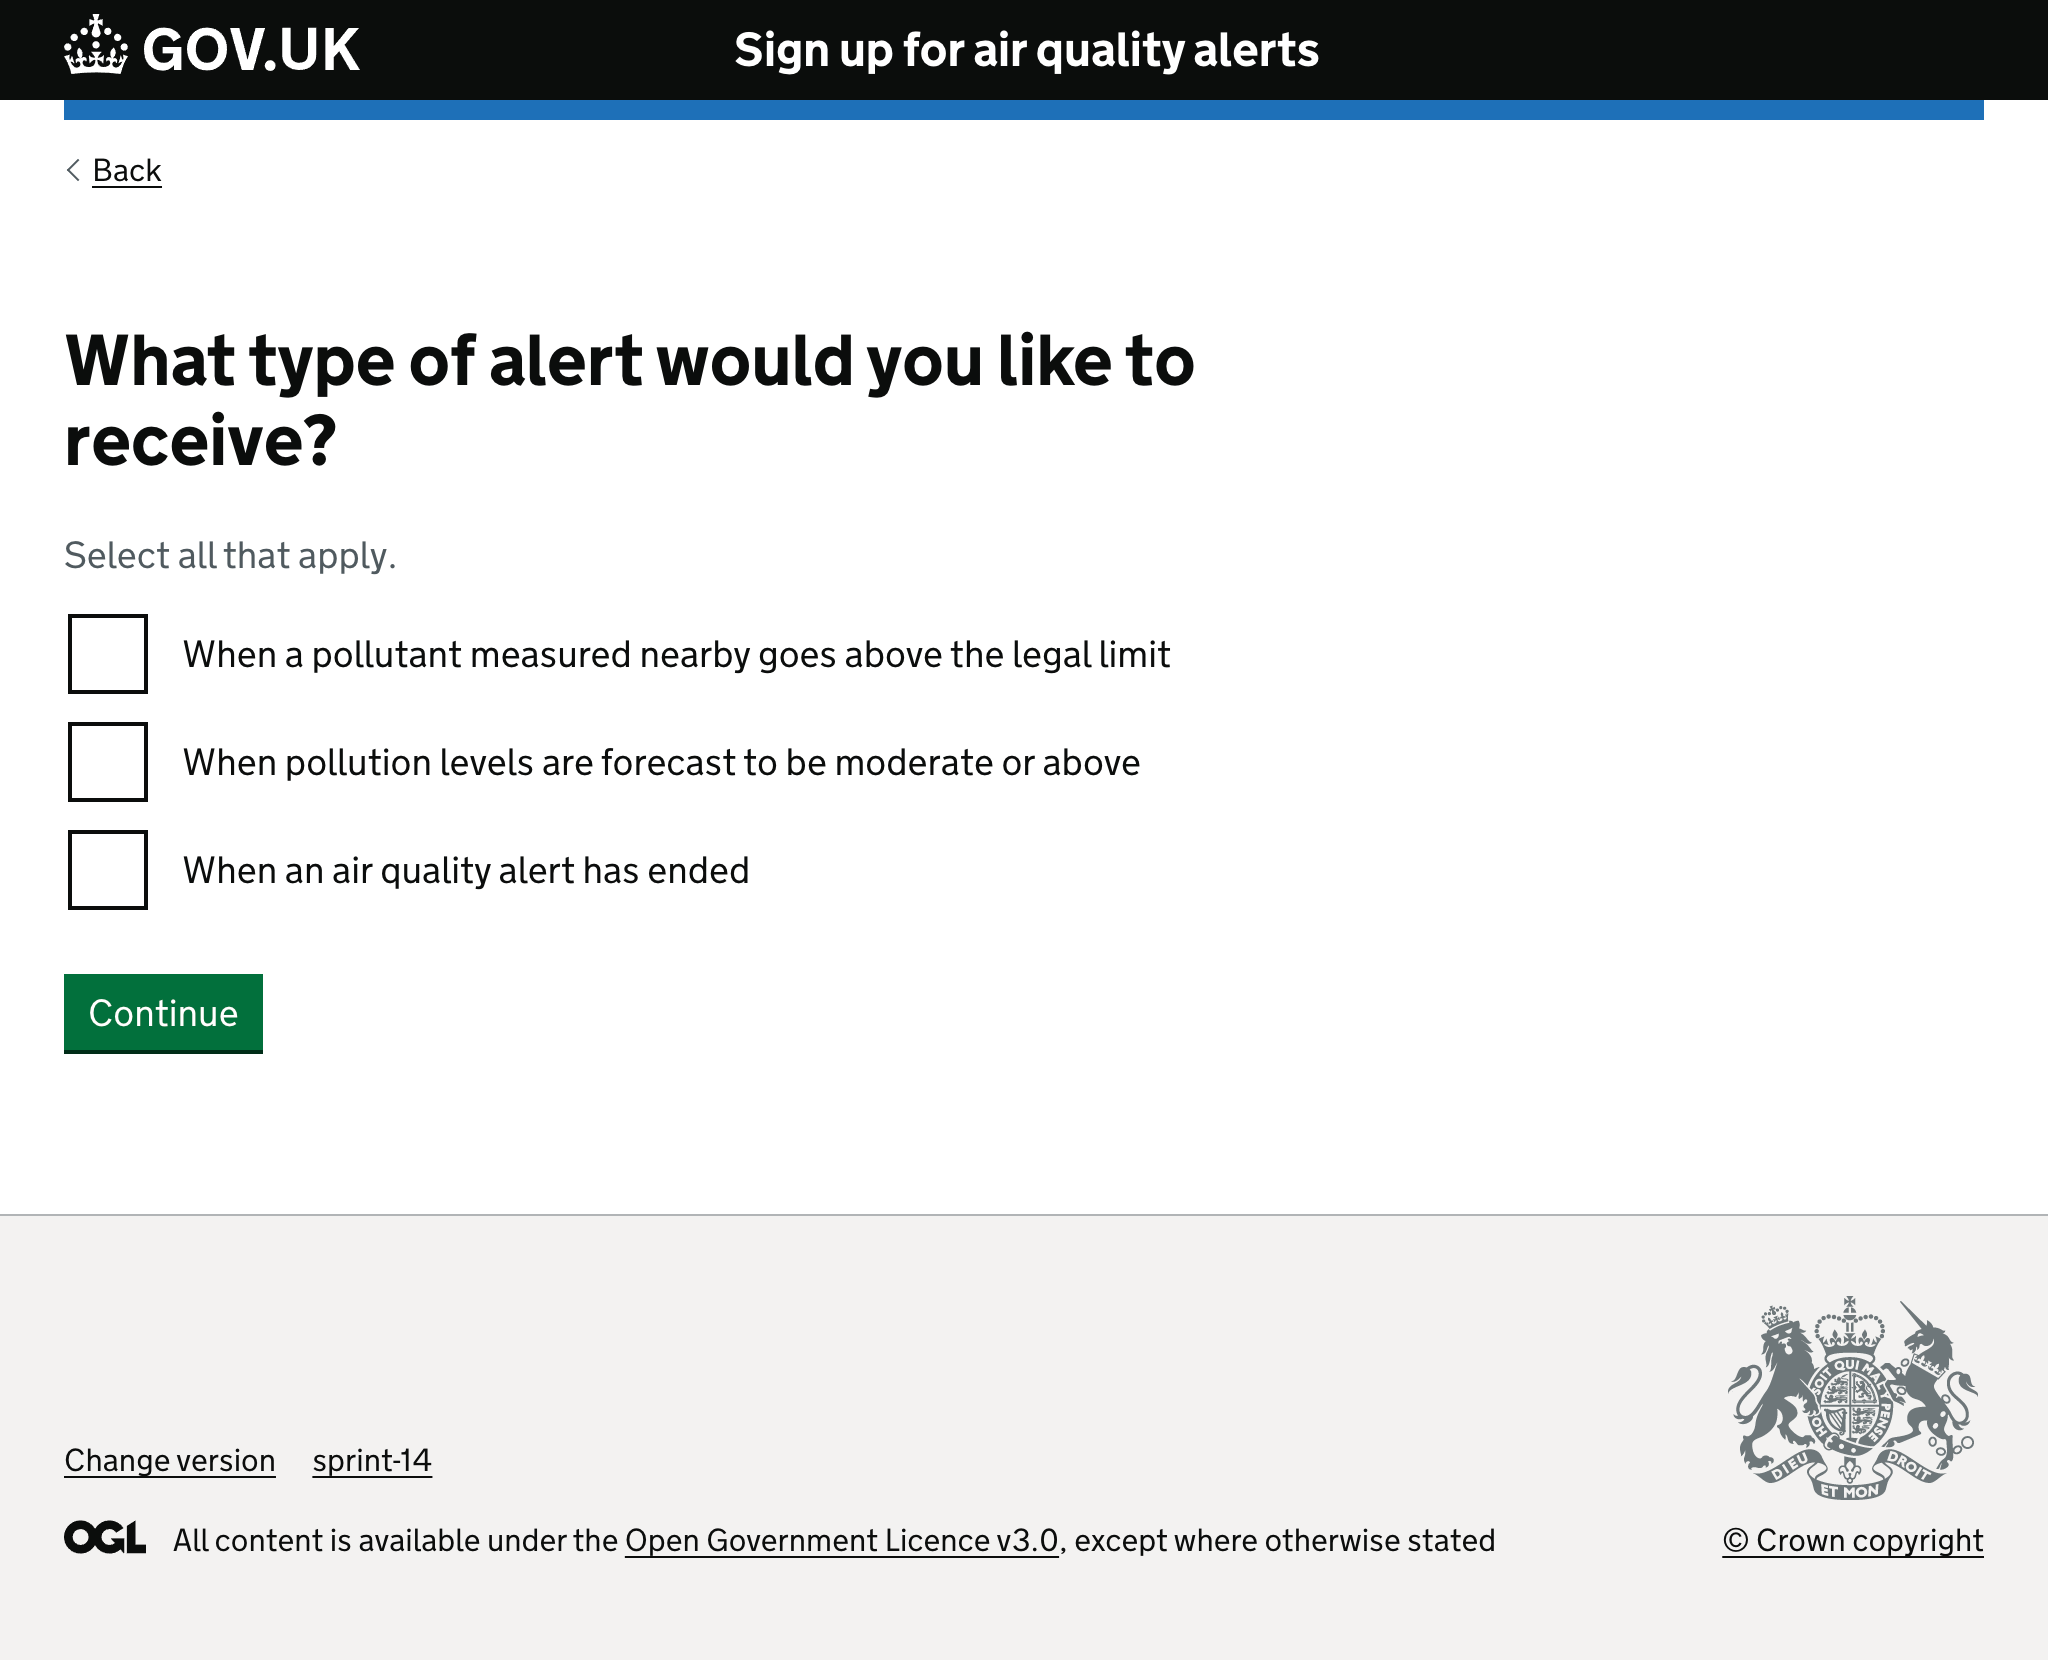 GOV.UK
Sign up for air quality alerts
Back
What type of alert would you like to
receive?
Select all that apply.
When a pollutant measured nearby goes above the legal limit
When pollution levels are forecast to be moderate or above
When an air quality alert has ended
Continue
Change version sprint-14
OGL All content is available under the Open Government Licence v3.0, except where otherwise stated
SOIT QUI MAL PENSE HON
DIEU ET MON DROIT
© Crown copyright